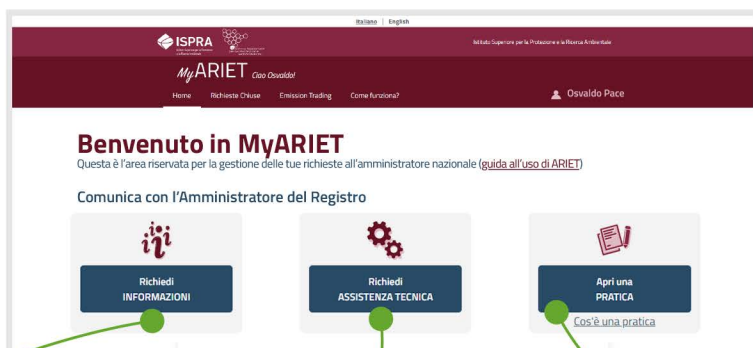 Italiano | English
ISPRA
Istituto Superiore per la Protezione e la Ricerca Ambientale
MyARIET Ciao Osvaldo!
Home Richieste Chiuse Emission Trading Come funziona? Osvaldo Pace
Benvenuto in MyARIET
Questa è l'area riservata per la gestione delle tue richieste all'amministratore nazionale (guida all'uso di ARIET)
Comunica con l'Amministratore del Registro
Richiedi
INFORMAZIONI
Richiedi
ASSISTENZA TECNICA
Apri una
PRATICA
Cos'è una pratica